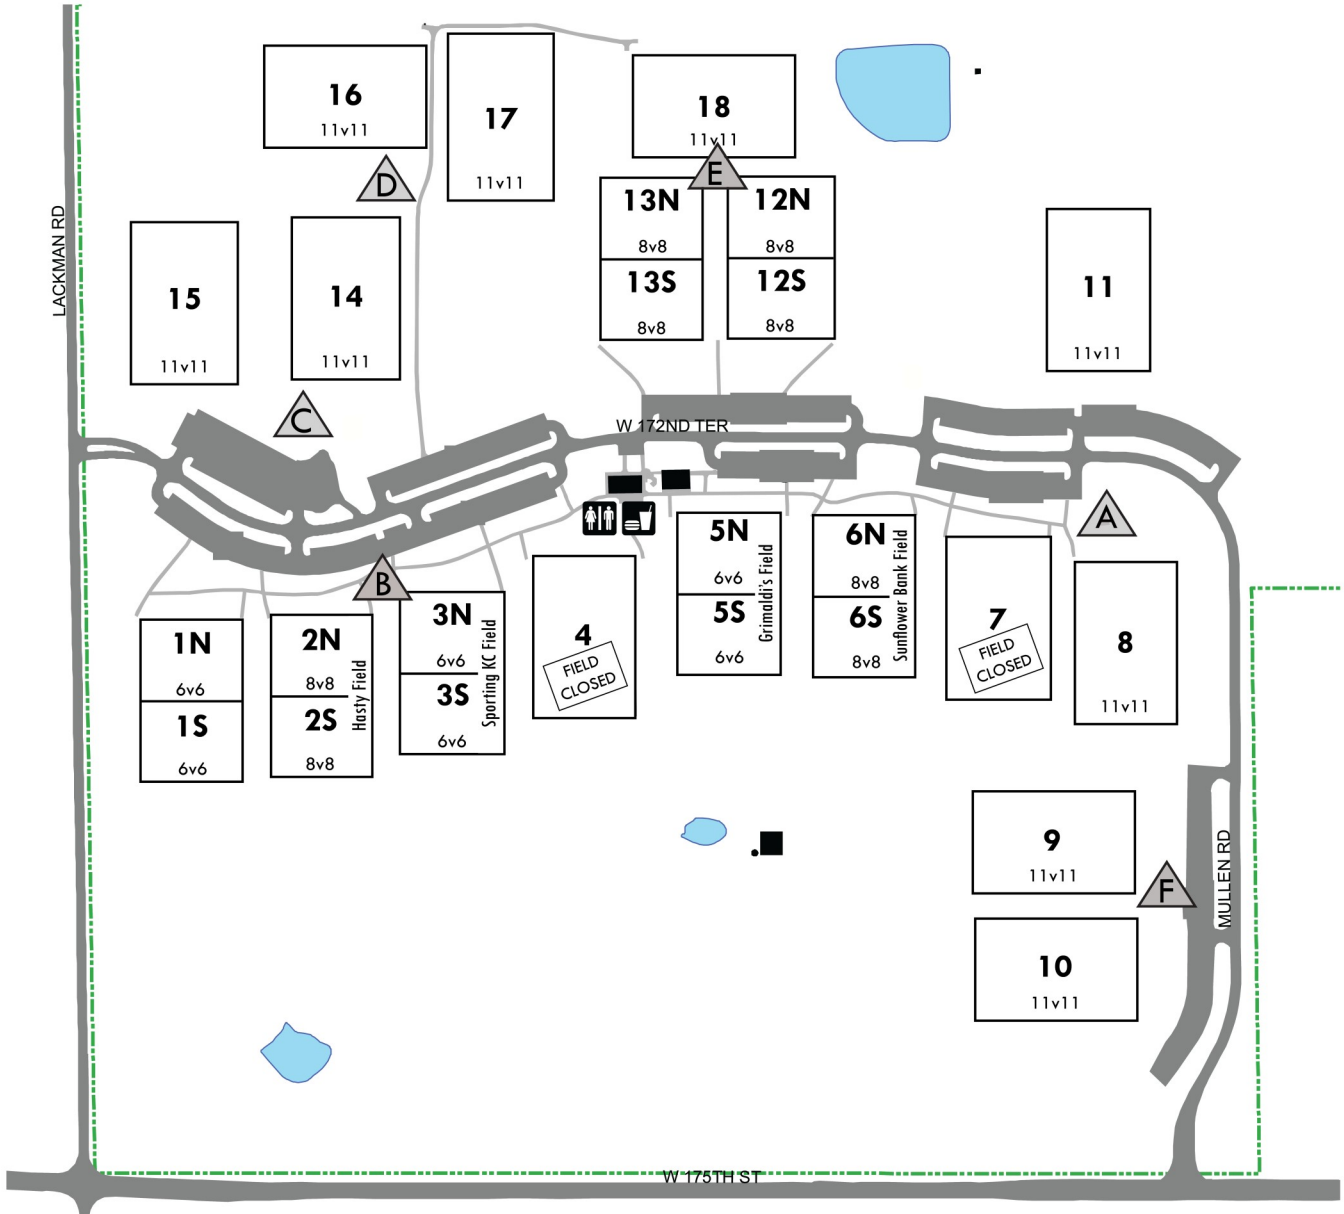 16
11v11
17
11v11
18
11v11
D
E
13N
8v8
13S
8v8
12N
8v8
12S
8v8
LACKMAN RD
15
11v11
14
11v11
11
11v11
C
W 172ND TER
A
B
1N
6v6
1S
6v6
2N
8v8
2S
8v8
Hasty Field
3N
6v6
3S
6v6
Sporting KC Field
4
FIELD
CLOSED
5N
6v6
5S
6v6
Grimaldi's Field
6N
8v8
6S
8v8
Sunflower Bank Field
7
FIELD
CLOSED
8
11v11
9
11v11
F
MULLEN RD
10
11v11
W 175TH ST